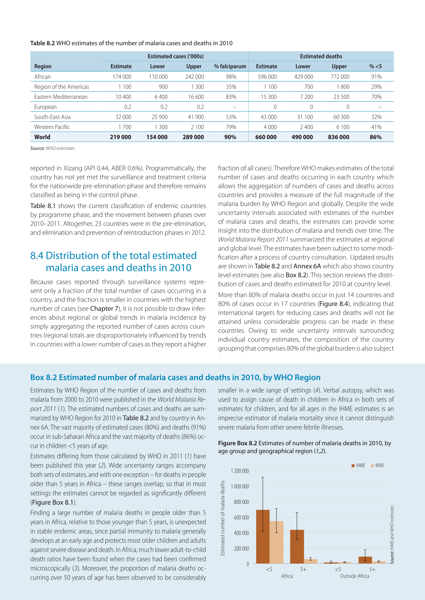 Table 8.2 WHO estimates of the number of malaria cases and deaths in 2010
Estimated cases ('000s) Estimated deaths
Region Estimate Lower Upper % falciparum Estimate Lower Upper % <5
African 174 000 110 000 242 000 98% 596 000 429 000 772 000 91%
Region of the Americas 1 100 900 1 300 35% 1 100 700 1 800 29%
Eastern Mediterranean 10 400 6 400 16 600 83% 15 300 7 200 23 500 70%
European 0.2 0.2 0.2 – 0 0 0 –
South-East Asia 32 000 25 900 41 900 53% 43 000 31 100 60 300 32%
Western Pacific 1 700 1 300 2 100 79% 4 000 2 400 6 100 41%
World 219 000 154 000 289 000 90% 660 000 490 000 836 000 86%
Source: WHO estimates
reported in Xizang (API 0.44, ABER 0.6%). Programmatically, the
country has not yet met the surveillance and treatment criteria
for the nationwide pre-elimination phase and therefore remains
classified as being in the control phase.
Table 8.1 shows the current classification of endemic countries
by programme phase, and the movement between phases over
2010–2011. Altogether, 23 countries were in the pre-elimination,
and elimination and prevention of reintroduction phases in 2012.
8.4 Distribution of the total estimated
malaria cases and deaths in 2010
Because cases reported through surveillance systems repre-
sent only a fraction of the total number of cases occurring in a
country, and the fraction is smaller in countries with the highest
number of cases (see Chapter 7), it is not possible to draw infer-
ences about regional or global trends in malaria incidence by
simply aggregating the reported number of cases across coun-
tries (regional totals are disproportionately influenced by trends
in countries with a lower number of cases as they report a higher
fraction of all cases). Therefore WHO makes estimates of the total
number of cases and deaths occurring in each country which
allows the aggregation of numbers of cases and deaths across
countries and provides a measure of the full magnitude of the
malaria burden by WHO Region and globally. Despite the wide
uncertainty intervals associated with estimates of the number
of malaria cases and deaths, the estimates can provide some
insight into the distribution of malaria and trends over time. The
World Malaria Report 2011 summarized the estimates at regional
and global level. The estimates have been subject to some modi-
fication after a process of country consultation. Updated results
are shown in Table 8.2 and Annex 6A which also shows country
level estimates (see also Box 8.2). This section reviews the distri-
bution of cases and deaths estimated for 2010 at country level.
More than 80% of malaria deaths occur in just 14 countries and
80% of cases occur in 17 countries (Figure 8.4), indicating that
international targets for reducing cases and deaths will not be
attained unless considerable progress can be made in these
countries. Owing to wide uncertainty intervals surrounding
individual country estimates, the composition of the country
grouping that comprises 80% of the global burden is also subject
Box 8.2 Estimated number of malaria cases and deaths in 2010, by WHO Region
Estimates by WHO Region of the number of cases and deaths from
malaria from 2000 to 2010 were published in the World Malaria Re-
port 2011 (1). The estimated numbers of cases and deaths are sum-
marized by WHO Region for 2010 in Table 8.2 and by country in An-
nex 6A. The vast majority of estimated cases (80%) and deaths (91%)
occur in sub-Saharan Africa and the vast majority of deaths (86%) oc-
cur in children <5 years of age.
Estimates differing from those calculated by WHO in 2011 (1) have
been published this year (2). Wide uncertainty ranges accompany
both sets of estimates, and with one exception – for deaths in people
older than 5 years in Africa – these ranges overlap, so that in most
settings the estimates cannot be regarded as significantly different
(Figure Box 8.1).
Finding a large number of malaria deaths in people older than 5
years in Africa, relative to those younger than 5 years, is unexpected
in stable endemic areas, since partial immunity to malaria generally
develops at an early age and protects most older children and adults
against severe disease and death. In Africa, much lower adult-to-child
death ratios have been found when the cases had been confirmed
microscopically (3). Moreover, the proportion of malaria deaths oc-
curring over 50 years of age has been observed to be considerably
smaller in a wide range of settings (4). Verbal autopsy, which was
used to assign cause of death in children in Africa in both sets of
estimates for children, and for all ages in the IHME estimates is an
imprecise estimator of malaria mortality since it cannot distinguish
severe malaria from other severe febrile illnesses.
Figure Box 8.2 Estimates of number of malaria deaths in 2010, by
age group and geographical region (1,2).
IHME WHO
Estimated number of malaria deaths
1 200 000
1 000 000
800 000
600 000
400 000
200 000
0
<5 5+ <5 5+
Africa Outside Africa
Source: IHME and WHO estimates